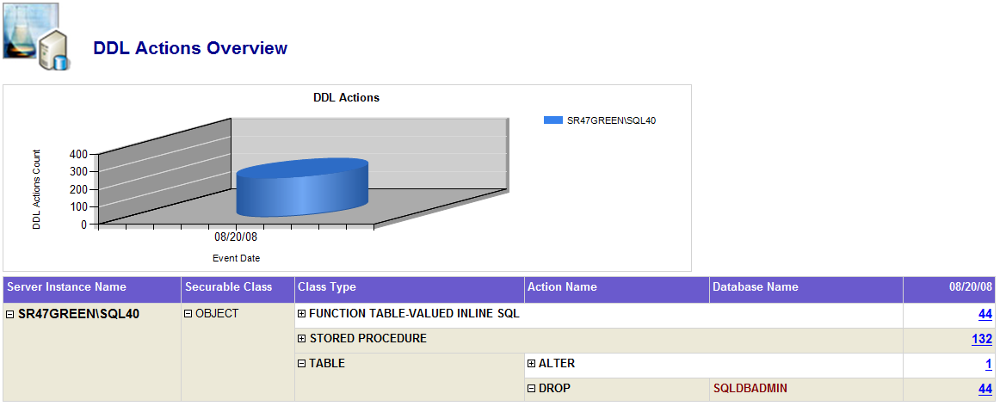 DDL Actions Overview
DDL Actions
SR47GREEN\SQL40
DDL Actions Count
400
300
200
100
0
08/20/08
Event Date
Server Instance Name Securable Class Class Type Action Name Database Name 08/20/08
SR47GREEN\SQL40 OBJECT FUNCTION TABLE-VALUED INLINE SQL 44
STORED PROCEDURE 132
TABLE ALTER 1
DROP SQLDBADMIN 44